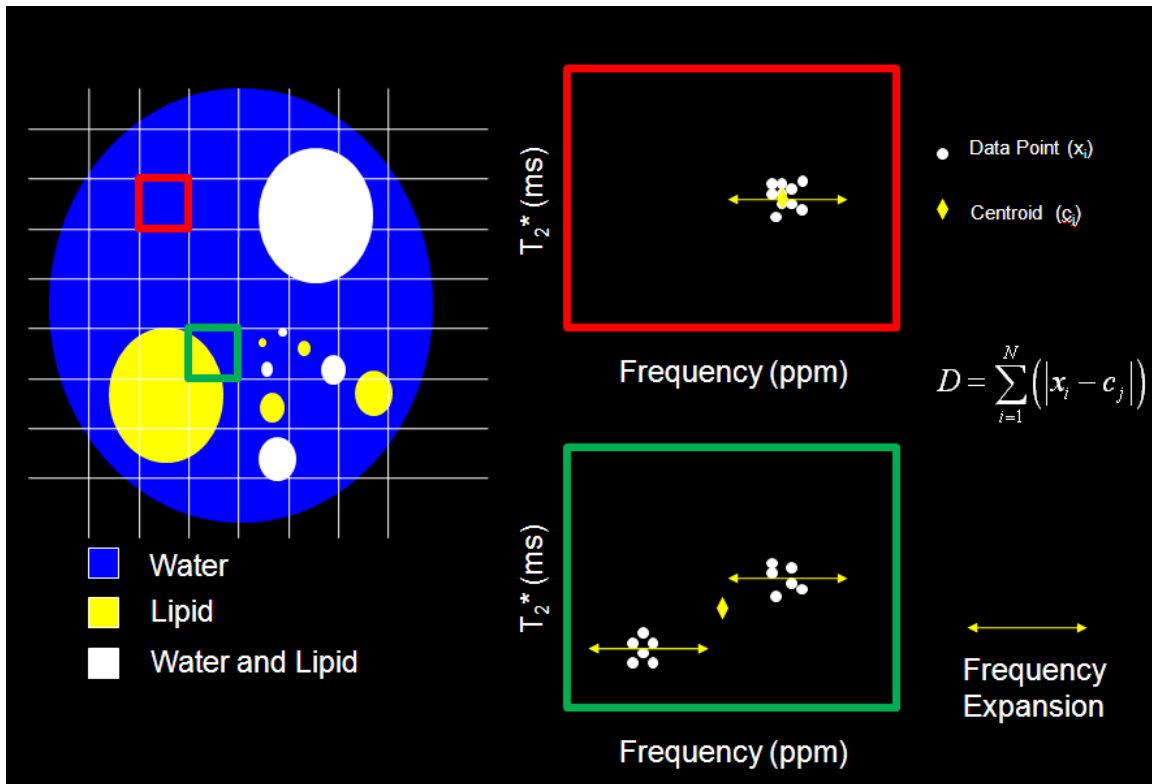 T2* (ms)
Frequency (ppm)
Data Point (xi)
Centroid (cj)
D = ∑ i=1 N (|xi − cj|)
Water
Lipid
Water and Lipid
T2* (ms)
Frequency (ppm)
Frequency
Expansion